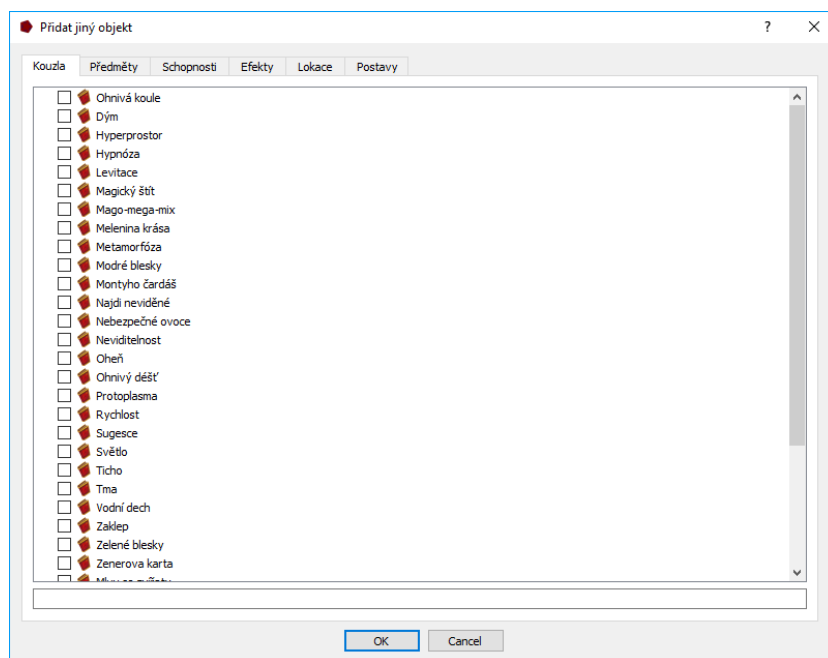 Přidat jiný objekt ?
Kouzla Předměty Schopnosti Efekty Lokace Postavy
Ohnivá koule
Dým
Hyperprostor
Hypnóza
Levitace
Magický štít
Mago-mega-mix
Melenina krása
Metamorfóza
Modré blesky
Montyho čardáš
Najdi neviděné
Nebezpečné ovoce
Neviditelnost
Oheň
Ohnivý déšť
Protoplasma
Rychlost
Sugesce
Světlo
Ticho
Tma
Vodní dech
Zaklep
Zelené blesky
Zenerova karta
OK Cancel